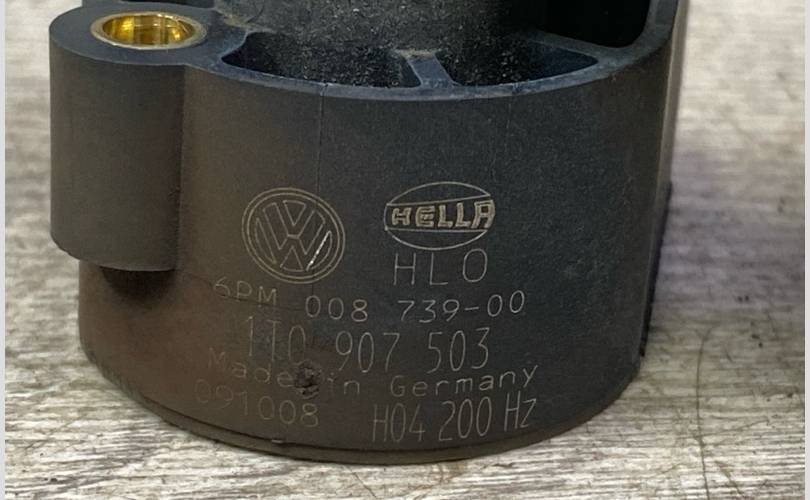 HELLA
HLO
6PM 008 739-00
1T0 907 503
Made in Germany
091008 H04 200 Hz